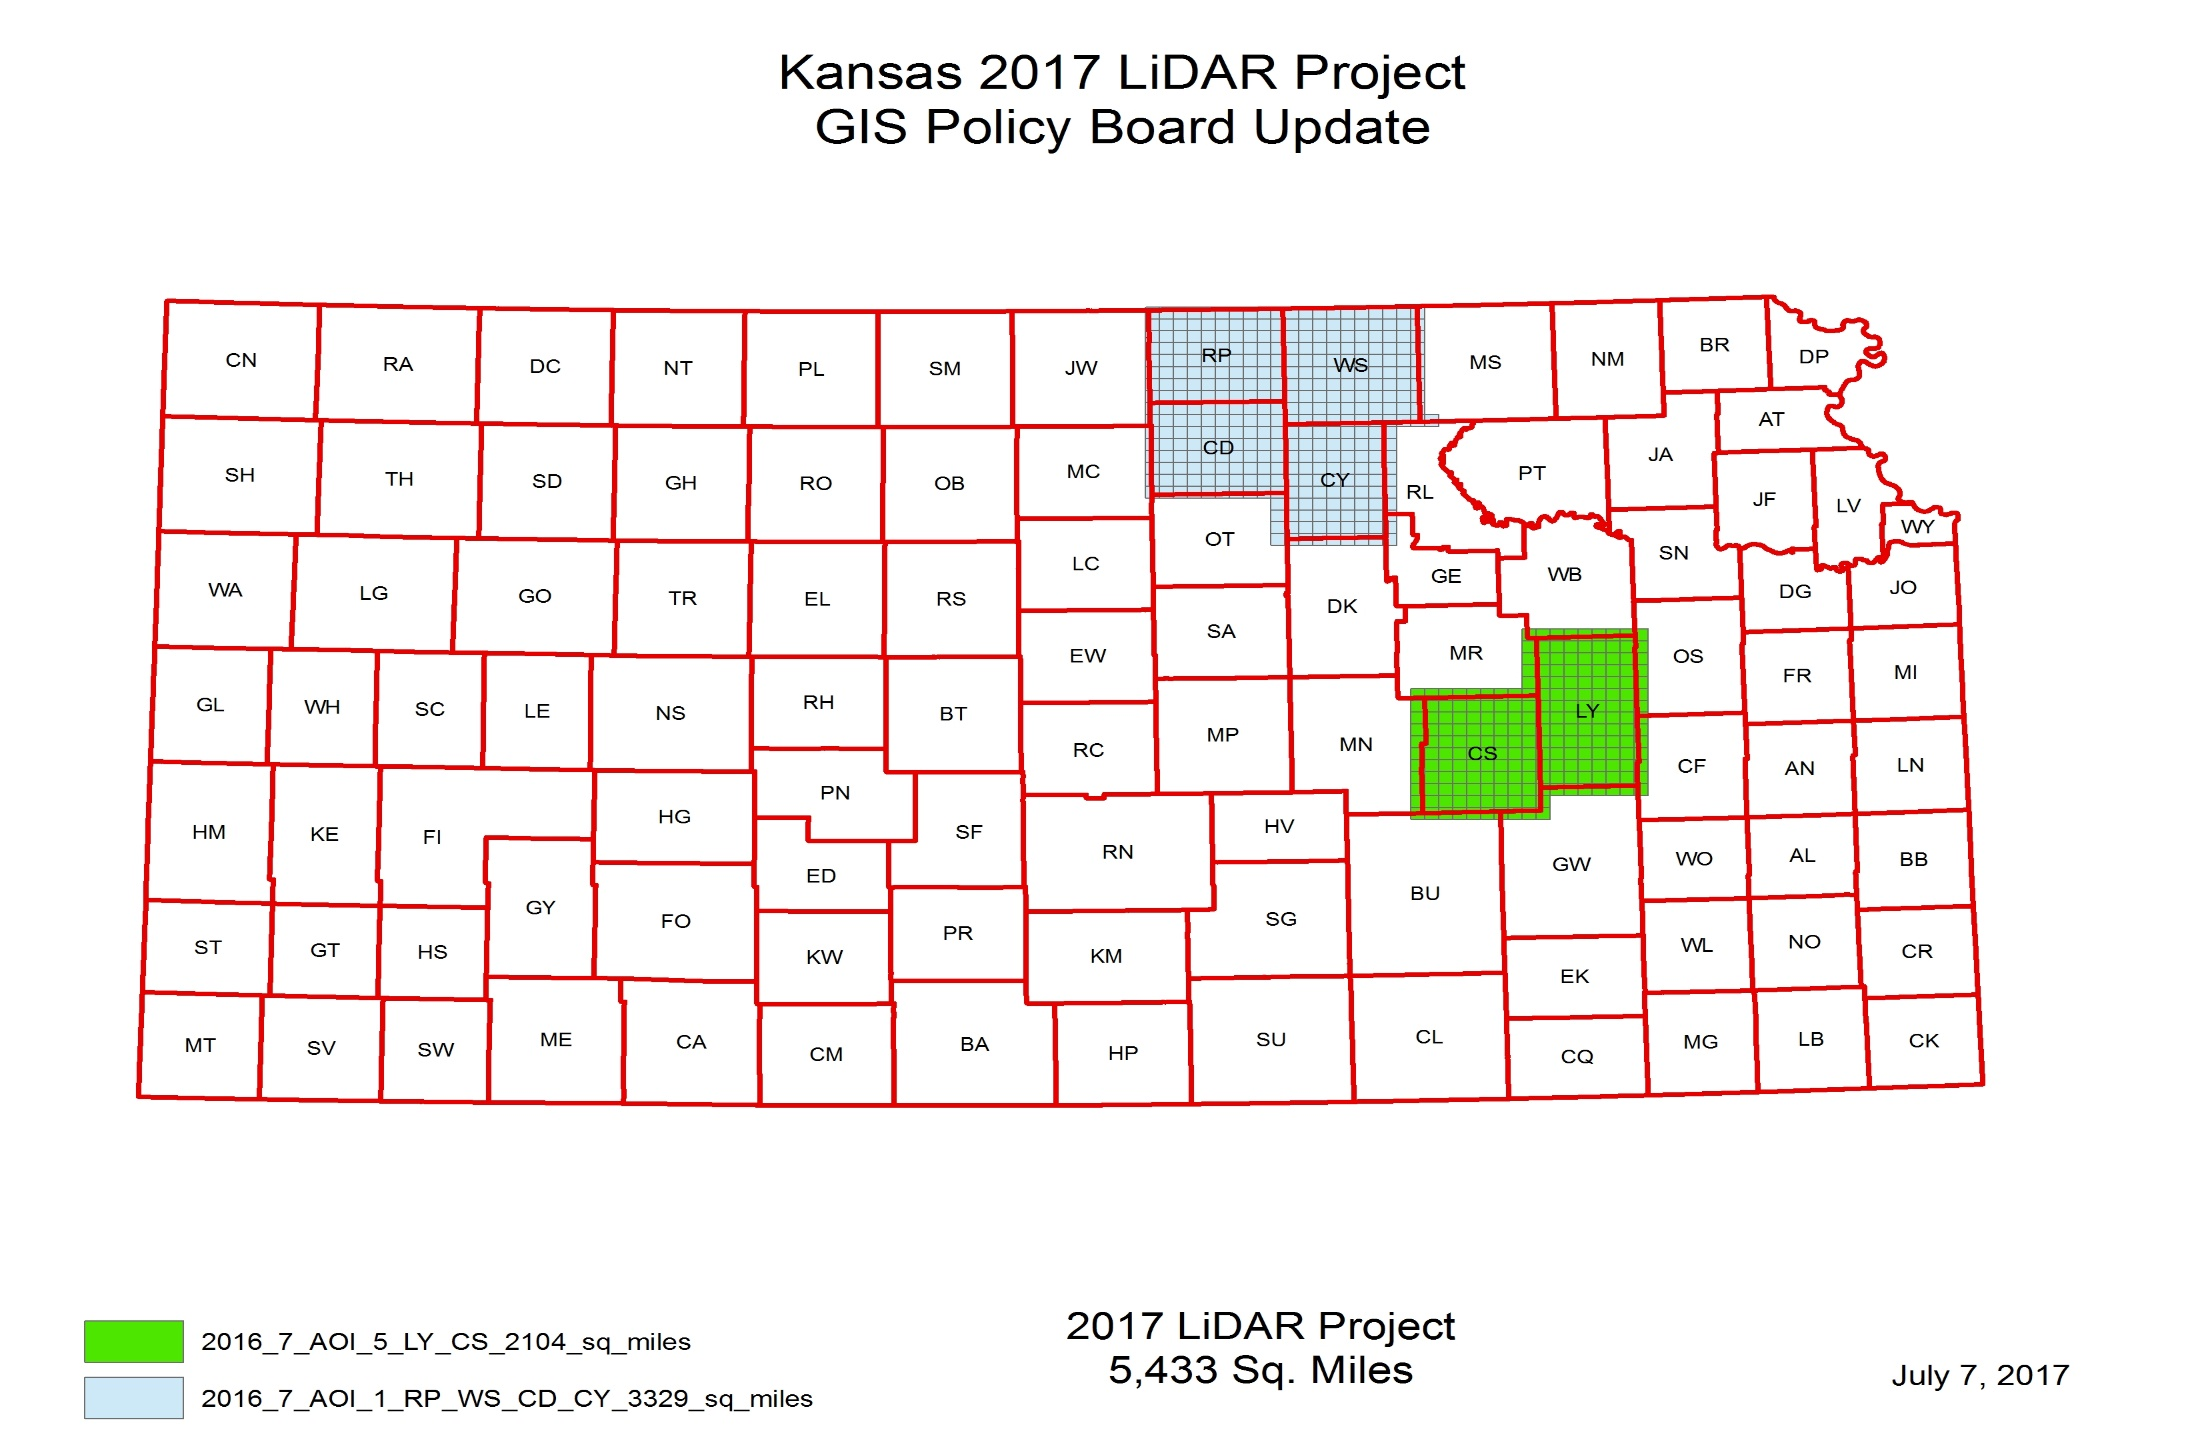 Kansas 2017 LiDAR Project
GIS Policy Board Update
CN RA DC NT PL SM JW RP WS MS NM BR DP
AT
SH TH SD GH RO OB MC CD CY RL PT JA JF LV WY
WA LG GO TR EL RS LC OT DK GE WB SN DG JO
EW SA MR OS FR MI
GL WH SC LE NS RH BT RC MP MN CS LY CF AN LN
HM KE FI HG PN SF RN HV
GY ED BU GW WO AL BB
ST GT HS FO KW PR KM SG EK WL NO CR
MT SV SW ME CA CM BA HP SU CL CQ MG LB CK
2016_7_AOI_5_LY_CS_2104_sq_miles
2016_7_AOI_1_RP_WS_CD_CY_3329_sq_miles
2017 LiDAR Project
5,433 Sq. Miles
July 7, 2017